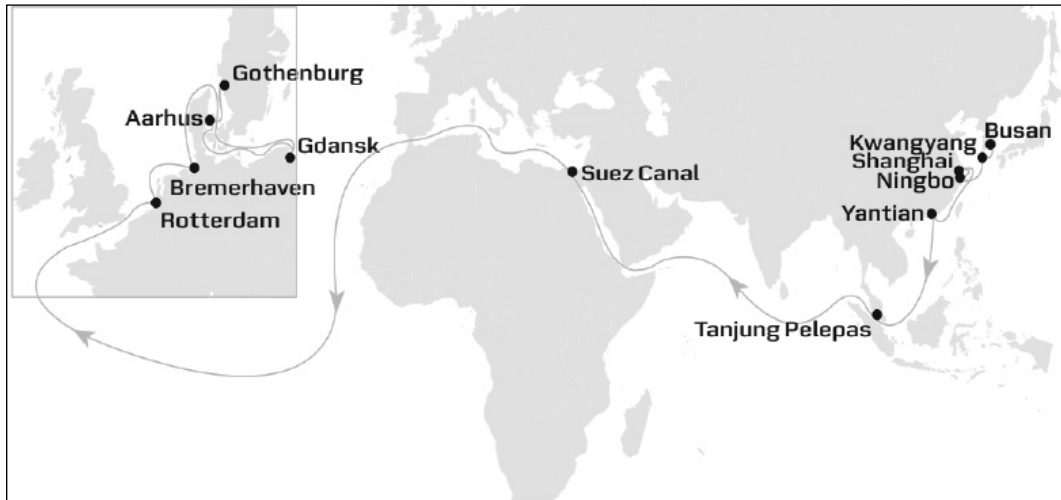 Gothenburg
Aarhus
Gdansk
Bremerhaven
Rotterdam
Suez Canal
Busan
Kwangyang
Shanghai
Ningbo
Yantian
Tanjung Pelepas